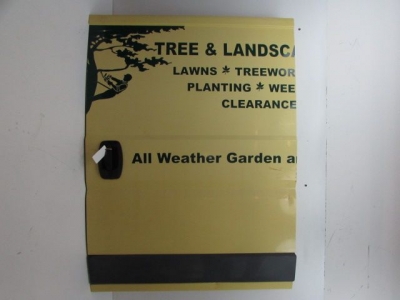 TREE & LANDSCA
LAWNS * TREEWOR
PLANTING * WEE
CLEARANCE
All Weather Garden a